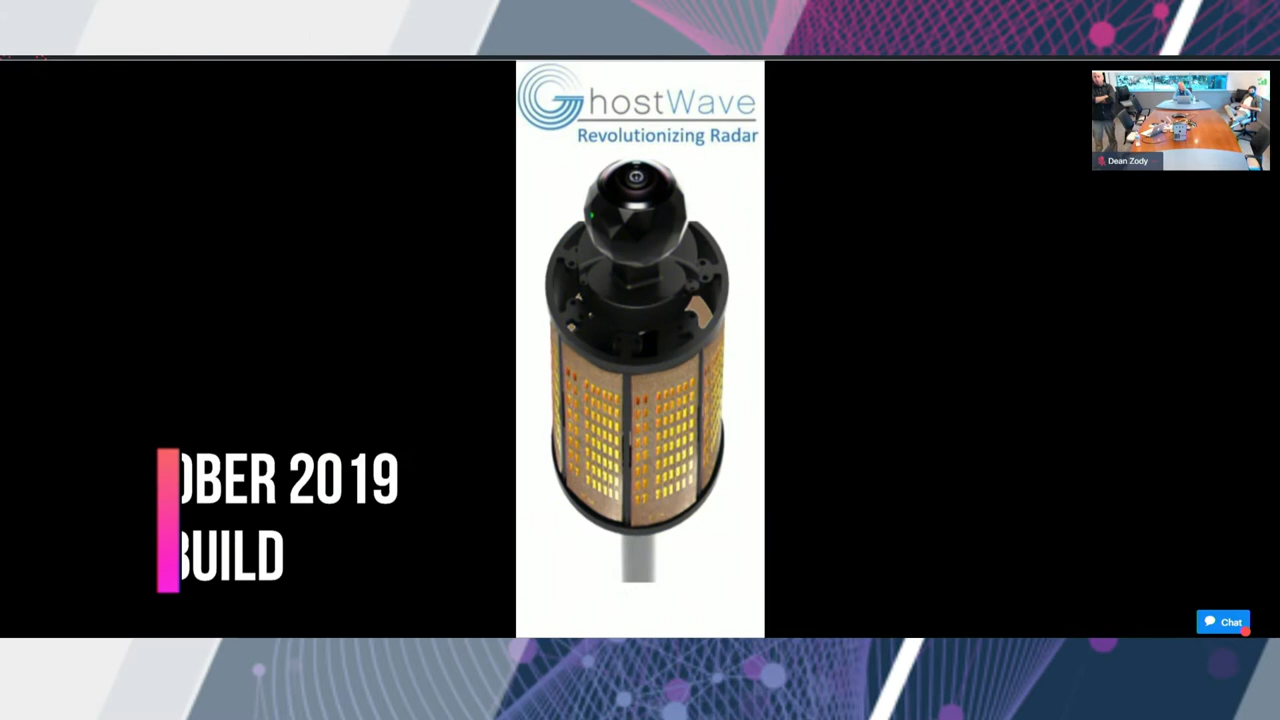 GhostWave
Revolutionizing Radar
Dean Zody
OBER 2019
BUILD
Chat